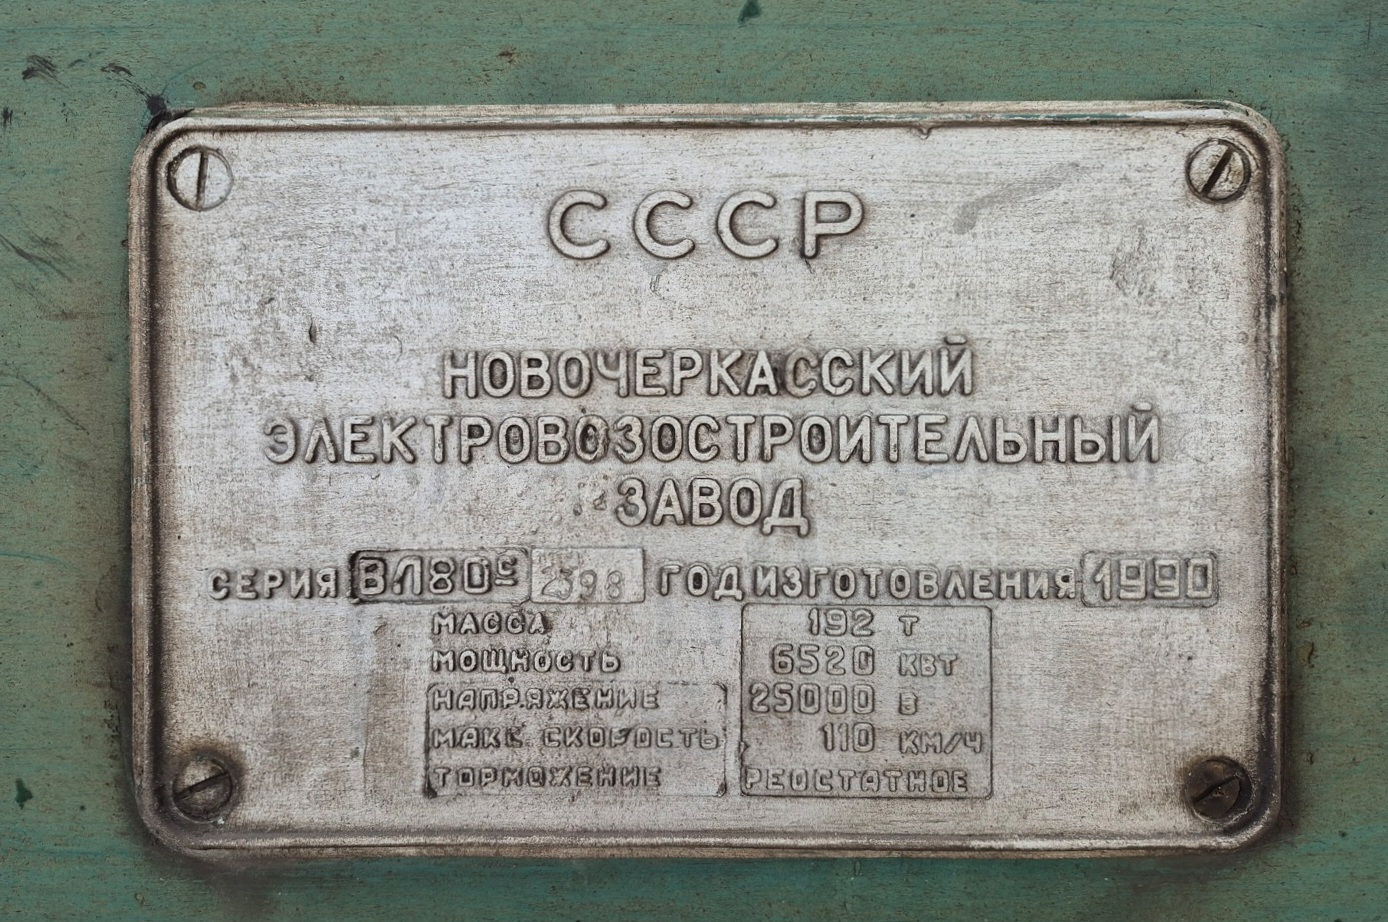 СССР
НОВОЧЕРКАССКИЙ
ЭЛЕКТРОВОЗОСТРОИТЕЛЬНЫЙ
ЗАВОД
СЕРИЯ ВЛ80с 2598 ГОД ИЗГОТОВЛЕНИЯ 1990
МАССА 192 Т
МОЩНОСТЬ 6520 КВТ
НАПРЯЖЕНИЕ 25000 В
МАКС. СКОРОСТЬ 110 КМ/Ч
ТОРМОЖЕНИЕ РЕОСТАТНОЕ